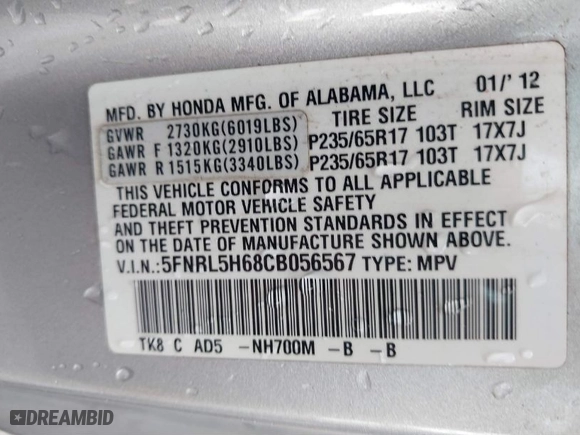 MFD. BY HONDA MFG. OF ALABAMA, LLC 01/'12
TIRE SIZE RIM SIZE
GVWR 2730KG(6019LBS)
GAWR F 1320KG(2910LBS) P235/65R17 103T 17X7J
GAWR R 1515KG(3340LBS) P235/65R17 103T 17X7J
THIS VEHICLE CONFORMS TO ALL APPLICABLE
FEDERAL MOTOR VEHICLE SAFETY
AND THEFT PREVENTION STANDARDS IN EFFECT
ON THE DATE OF MANUFACTURE SHOWN ABOVE.
V.I.N.:5FNRL5H68CB056567 TYPE: MPV
TK8 C AD5 -NH700M -B -B
DREAMBID